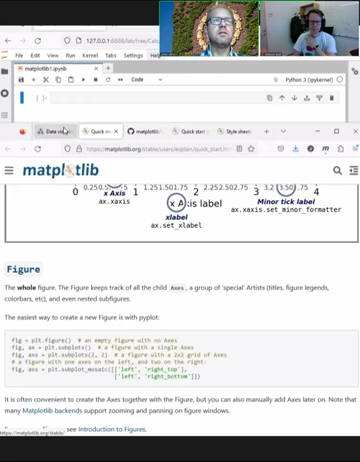 127.0.0.1:8888/lab/tree/Calc
File Edit View Run Kernel Tabs Settings Help
matplotlib1.ipynb
Code
Python 3 (ipykernel)
[ ]:
Quick star
matplotlib
Quick start
Style sheets
https://matplotlib.org/stable/users/explain/quick_start.html
matplotlib
0 1 2 3 4
x Axis
ax.xaxis
x Axis label
xlabel
ax.set_xlabel
Minor tick label
ax.xaxis.set_minor_formatter
Figure
The whole figure. The Figure keeps track of all the child Axes, a group of 'special' Artists (titles, figure legends,
colorbars, etc), and even nested subfigures.
The easiest way to create a new Figure is with pyplot:
fig = plt.figure() # an empty figure with no Axes
fig, ax = plt.subplots() # a figure with a single Axes
fig, axs = plt.subplots(2, 2) # a figure with a 2x2 grid of Axes
# a figure with one axes on the left, and two on the right:
fig, axs = plt.subplot_mosaic([['left', 'right_top'],
['left', 'right_bottom']])
It is often convenient to create the Axes together with the Figure, but you can also manually add Axes later on. Note that
many Matplotlib backends support zooming and panning on figure windows.
see Introduction to Figures.
https://matplotlib.org/stable/